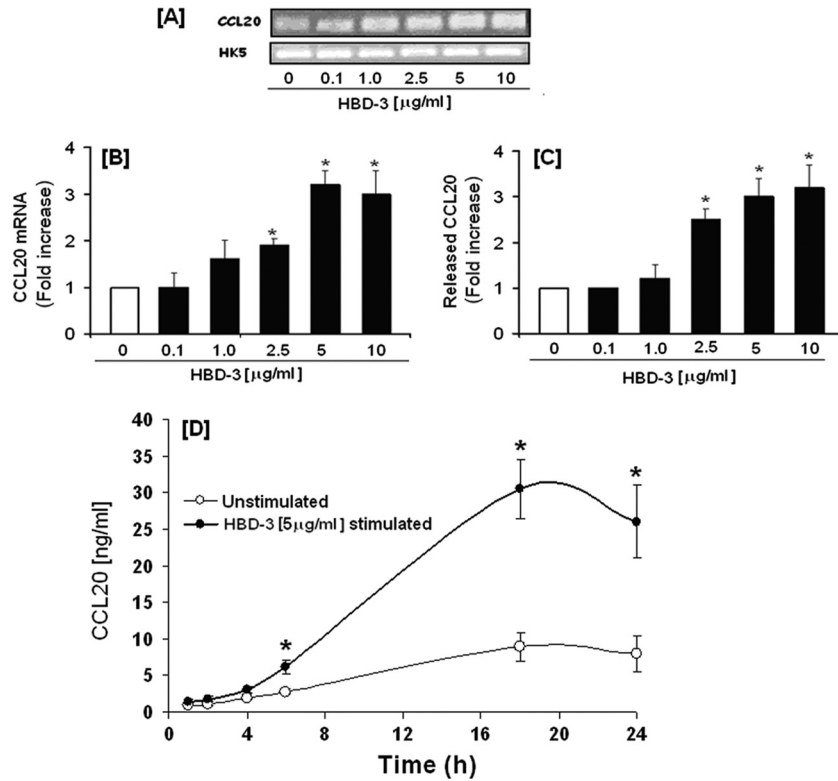 [A]
CCL20
HK5
0 0.1 1.0 2.5 5 10
HBD-3 [μg/ml]
[B]
CCL20 mRNA
(Fold increase)
4
3
2
1
0
* * *
0 0.1 1.0 2.5 5 10
HBD-3 [μg/ml]
[C]
Released CCL20
(Fold increase)
4
3
2
1
0
* * *
0 0.1 1.0 2.5 5 10
HBD-3 [μg/ml]
[D]
CCL20 [ng/ml]
40
35
30
25
20
15
10
5
0
Unstimulated
HBD-3 [5μg/ml] stimulated
* * *
0 4 8 12 16 20 24
Time (h)